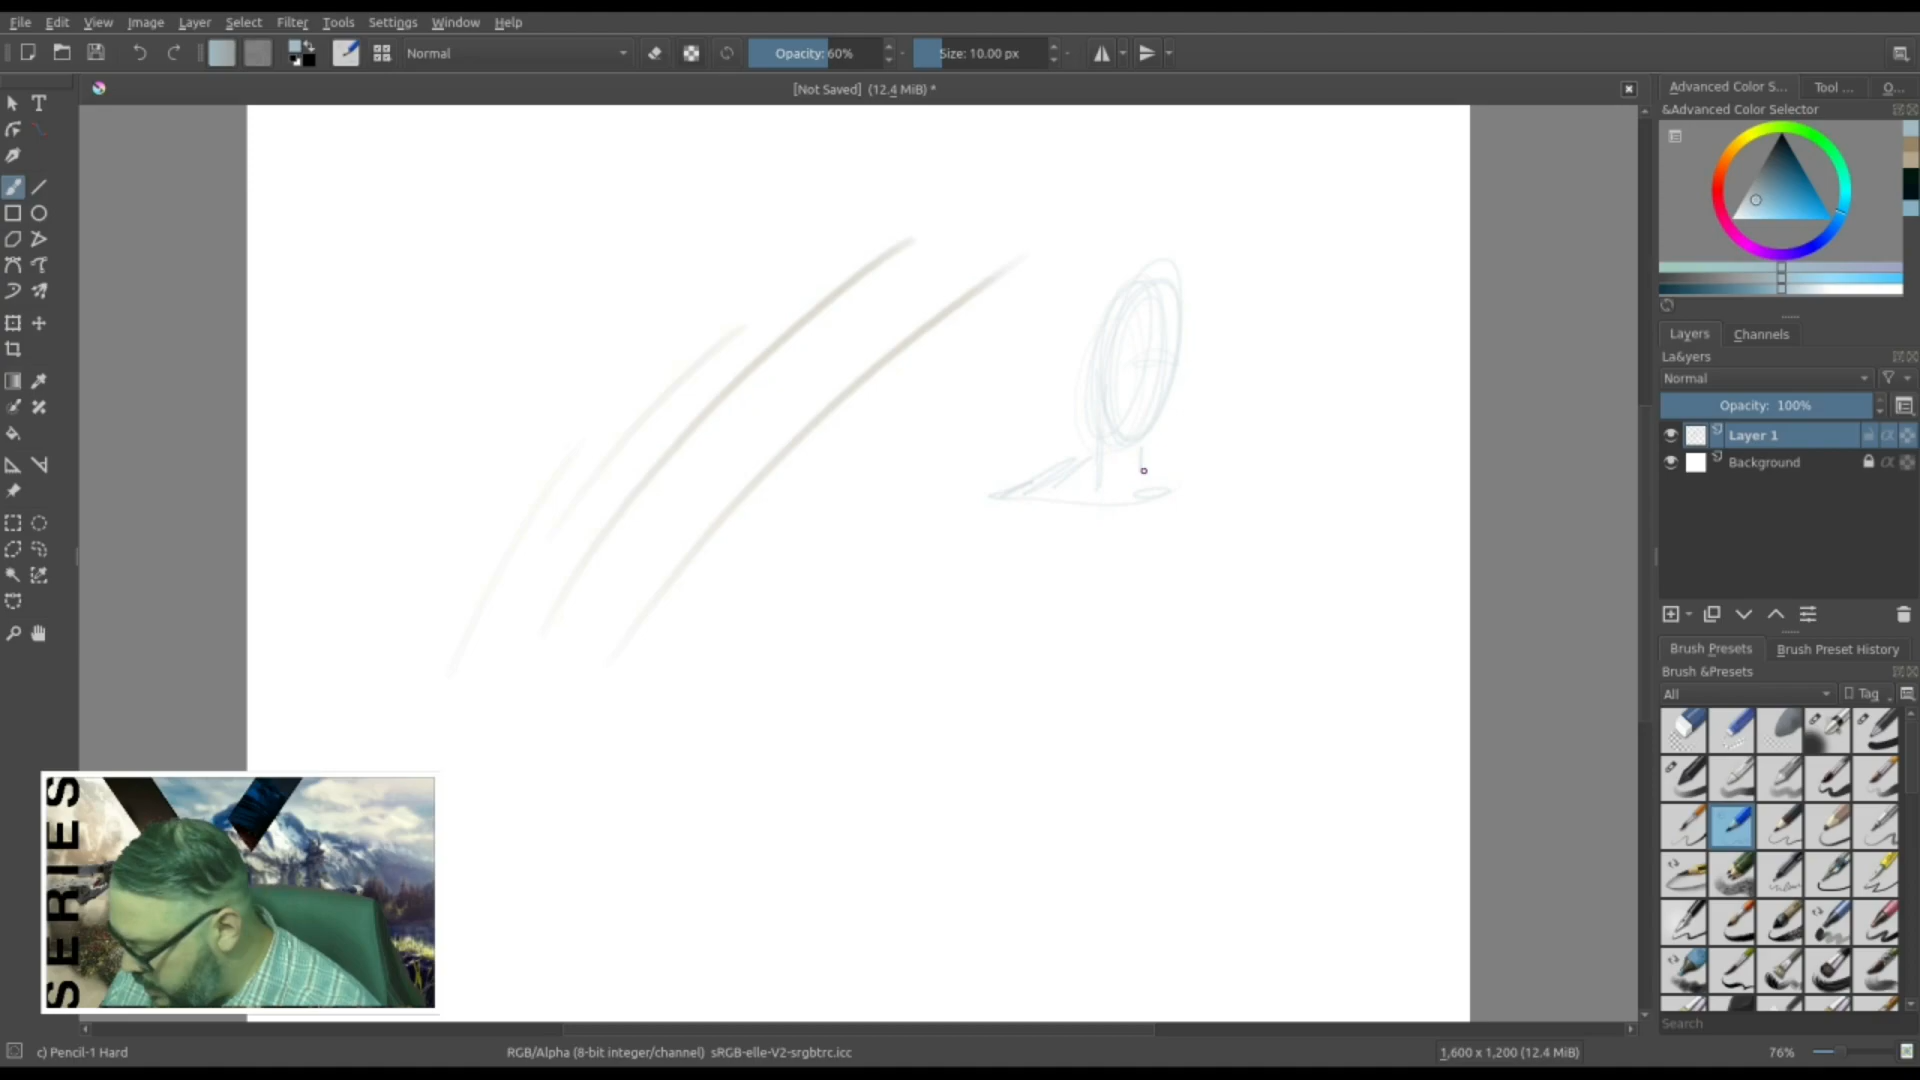 File Edit View Image Layer Select Filter Tools Settings Window Help
Normal Opacity: 60% Size: 10.00 px
[Not Saved] (12.4 MiB) *
Advanced Color S... Tool ... O...
&Advanced Color Selector
Layers Channels
La&yers
Normal
Opacity: 100%
Layer 1
Background
Brush Presets Brush Preset History
Brush &Presets
All Tag
Search
SERIES
c) Pencil-1 Hard RGB/Alpha (8-bit integer/channel) sRGB-elle-V2-srgbtrc.icc 1,600 x 1,200 (12.4 MiB) 76%